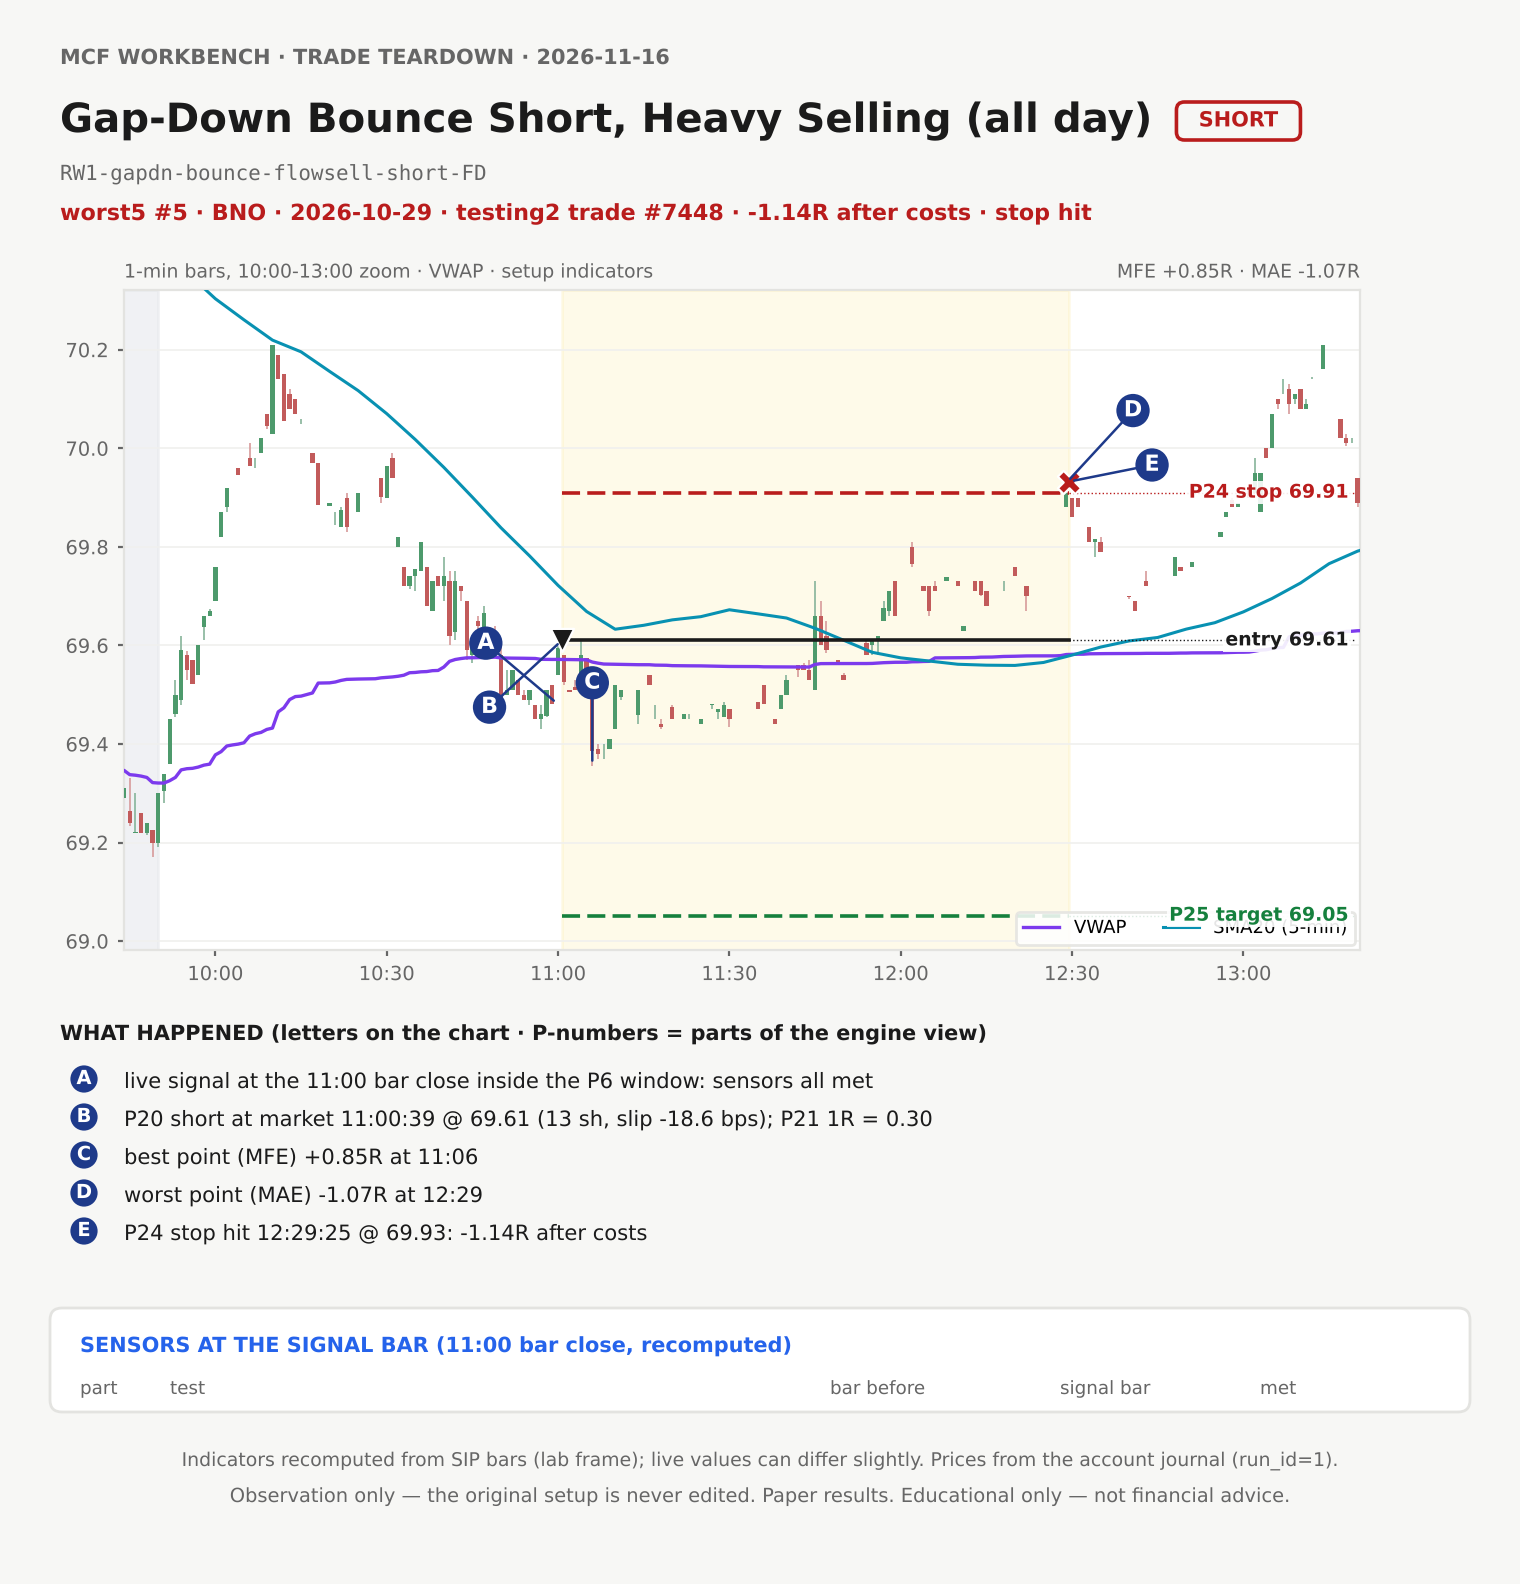 MCF WORKBENCH · TRADE TEARDOWN · 2026-11-16
Gap-Down Bounce Short, Heavy Selling (all day) SHORT
RW1-gapdn-bounce-flowsell-short-FD
worst5 #5 · BNO · 2026-10-29 · testing2 trade #7448 · -1.14R after costs · stop hit
1-min bars, 10:00-13:00 zoom · VWAP · setup indicators MFE +0.85R · MAE -1.07R
70.2
70.0
69.8
69.6
69.4
69.2
69.0
D
E
P24 stop 69.91
A
entry 69.61
C
B
P25 target 69.05
VWAP SMA20 (5-min)
10:00 10:30 11:00 11:30 12:00 12:30 13:00
WHAT HAPPENED (letters on the chart · P-numbers = parts of the engine view)
A live signal at the 11:00 bar close inside the P6 window: sensors all met
B P20 short at market 11:00:39 @ 69.61 (13 sh, slip -18.6 bps); P21 1R = 0.30
C best point (MFE) +0.85R at 11:06
D worst point (MAE) -1.07R at 12:29
E P24 stop hit 12:29:25 @ 69.93: -1.14R after costs
SENSORS AT THE SIGNAL BAR (11:00 bar close, recomputed)
part test bar before signal bar met
Indicators recomputed from SIP bars (lab frame); live values can differ slightly. Prices from the account journal (run_id=1).
Observation only — the original setup is never edited. Paper results. Educational only — not financial advice.